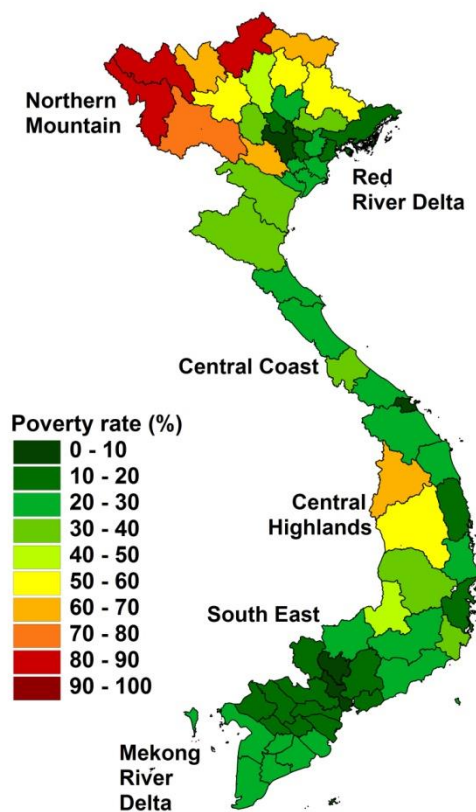 Northern
Mountain
Red
River Delta
Central Coast
Poverty rate (%)
0 - 10
10 - 20
20 - 30
30 - 40
40 - 50
50 - 60
60 - 70
70 - 80
80 - 90
90 - 100
Central
Highlands
South East
Mekong
River
Delta